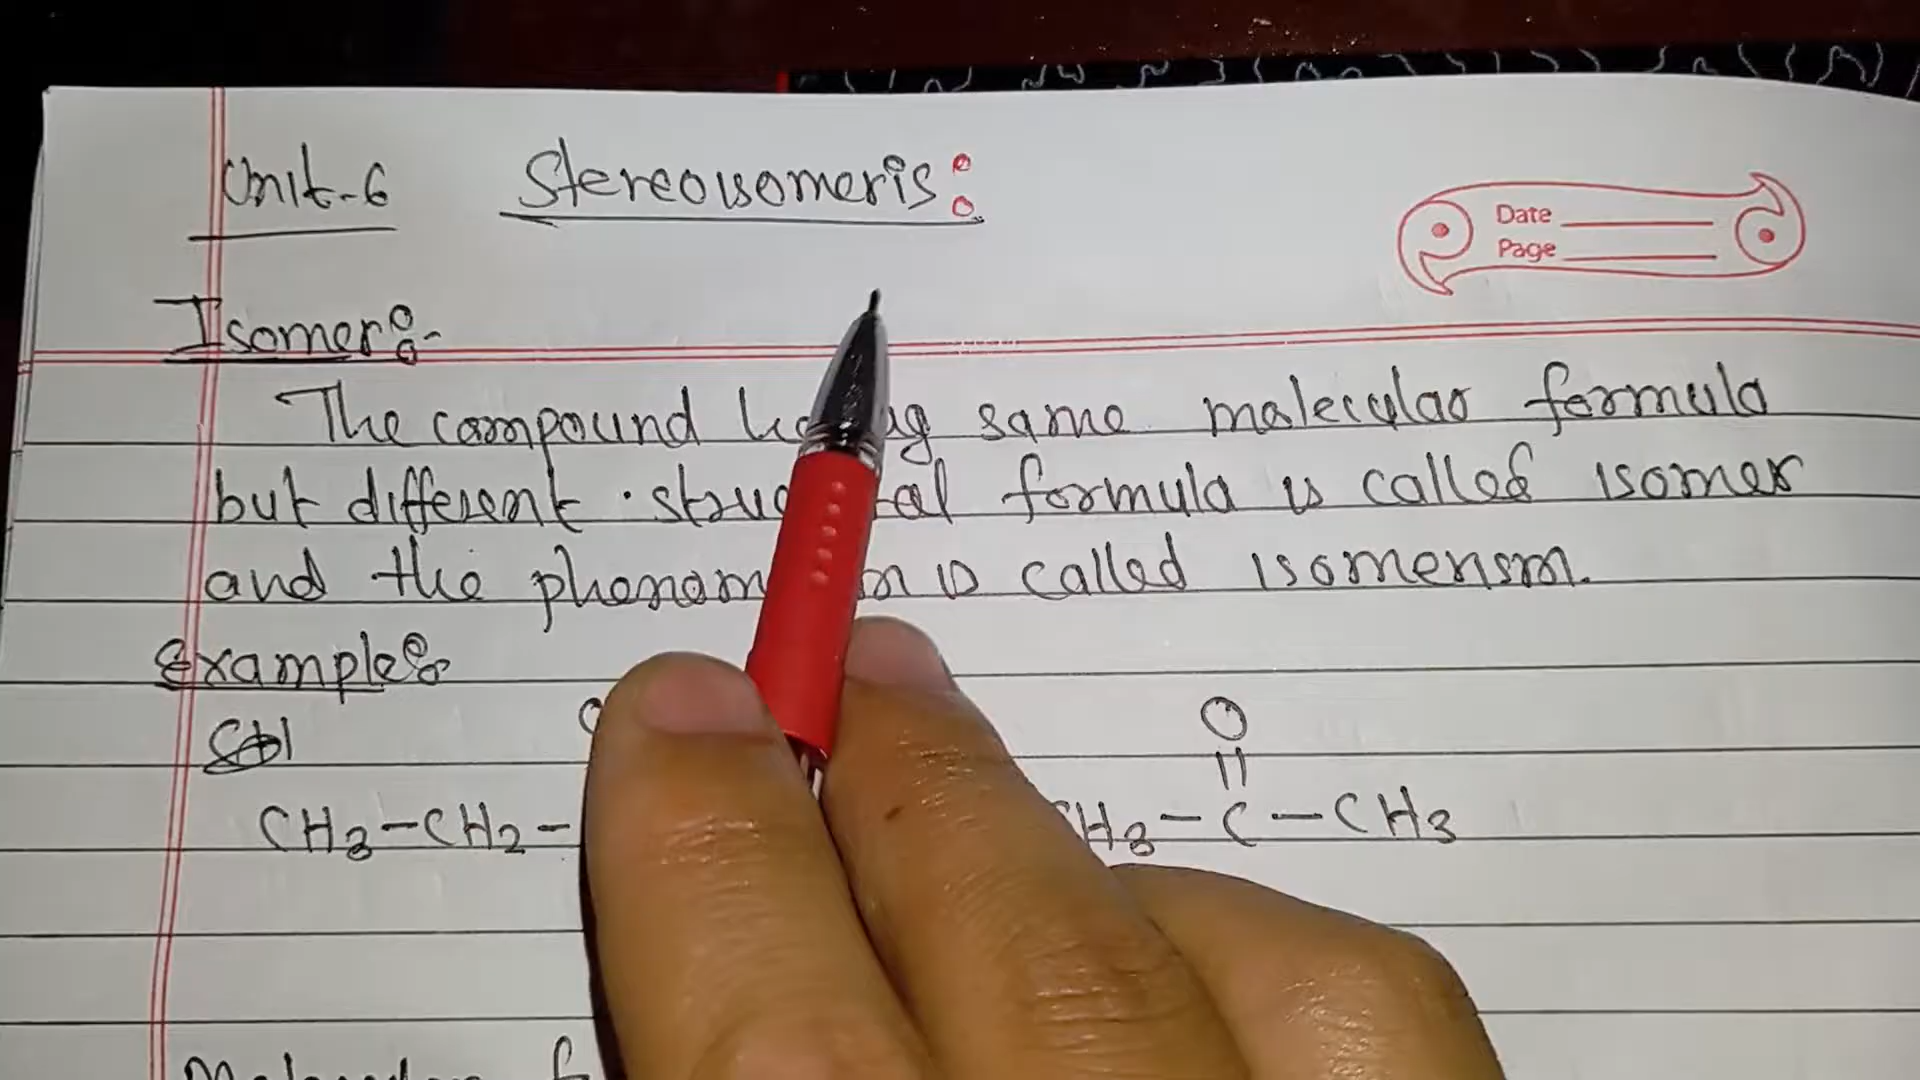 Unit-6 Stereoisomeris:
Date
Page
Isomer:-
The compound same molecular formula
but different formula is called isomer
and the is called isomerism.
Example:
O
CH3-CH2-
CH3-C-CH3